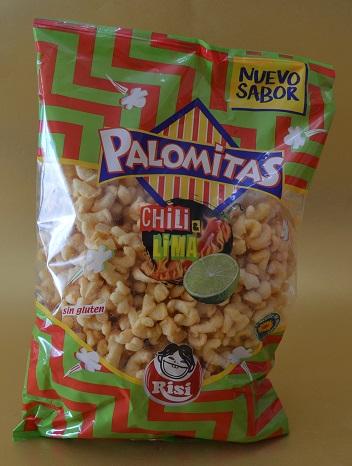 NUEVO
SABOR
PALOMITAS
CHiLi &
LiMA
sin gluten
Risi